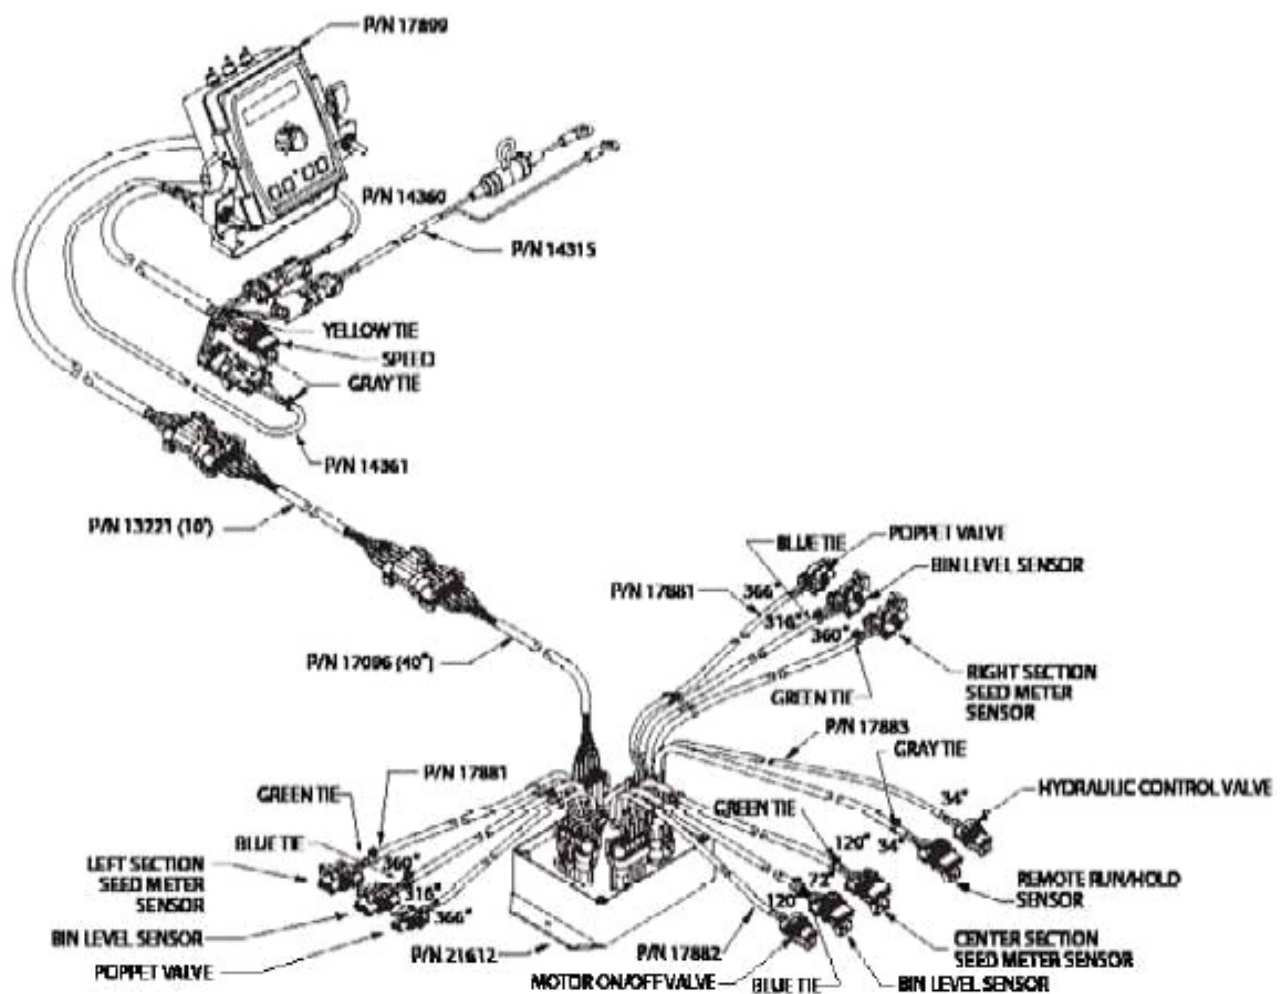 P/N 17899
P/N 14360
P/N 14315
YELLOW TIE
SPEED
GRAY TIE
P/N 14361
P/N 13221 (10')
P/N 17096 (40")
POPPET VALVE
BLUE TIE
BIN LEVEL SENSOR
P/N 17881
366"
316"
360"
GREEN TIE
RIGHT SECTION
SEED METER
SENSOR
P/N 17883
GRAY TIE
34"
HYDRAULIC CONTROL VALVE
GREEN TIE
120"
34"
REMOTE RUN/HOLD
SENSOR
72"
120"
CENTER SECTION
SEED METER SENSOR
P/N 17881
GREEN TIE
BLUE TIE
LEFT SECTION
SEED METER
SENSOR
360"
316"
366"
BIN LEVEL SENSOR
POPPET VALVE
P/N 21612
P/N 17882
MOTOR ON/OFF VALVE
BLUE TIE
BIN LEVEL SENSOR